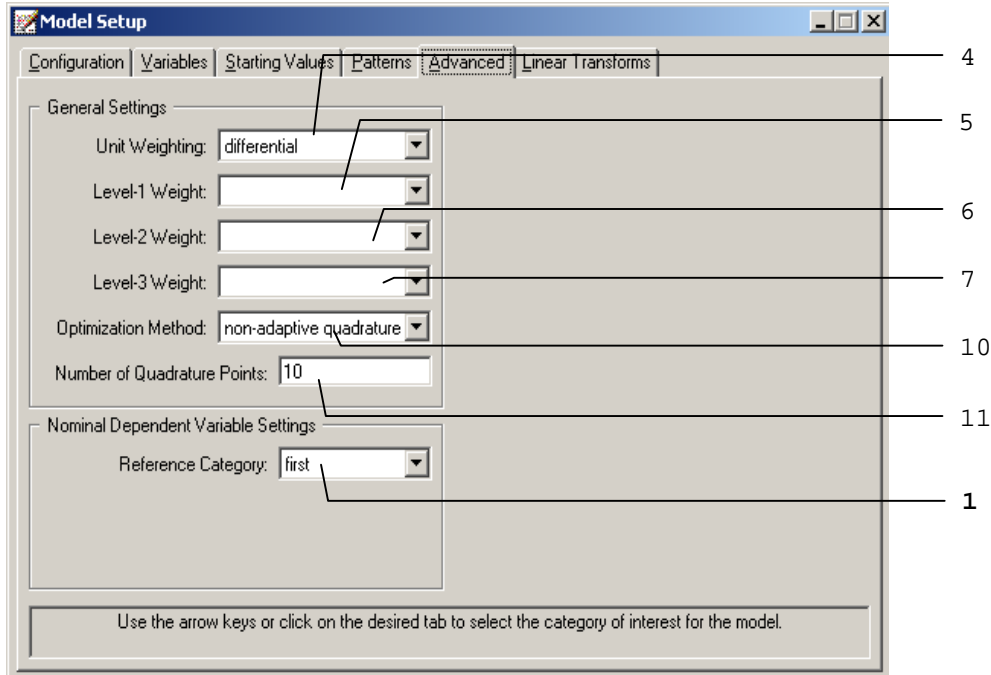 Model Setup
Configuration Variables Starting Values Patterns Advanced Linear Transforms
4
General Settings
5
Unit Weighting: differential
Level-1 Weight:
6
Level-2 Weight:
7
Level-3 Weight:
Optimization Method: non-adaptive quadrature
10
Number of Quadrature Points: 10
11
Nominal Dependent Variable Settings
Reference Category: first
1
Use the arrow keys or click on the desired tab to select the category of interest for the model.